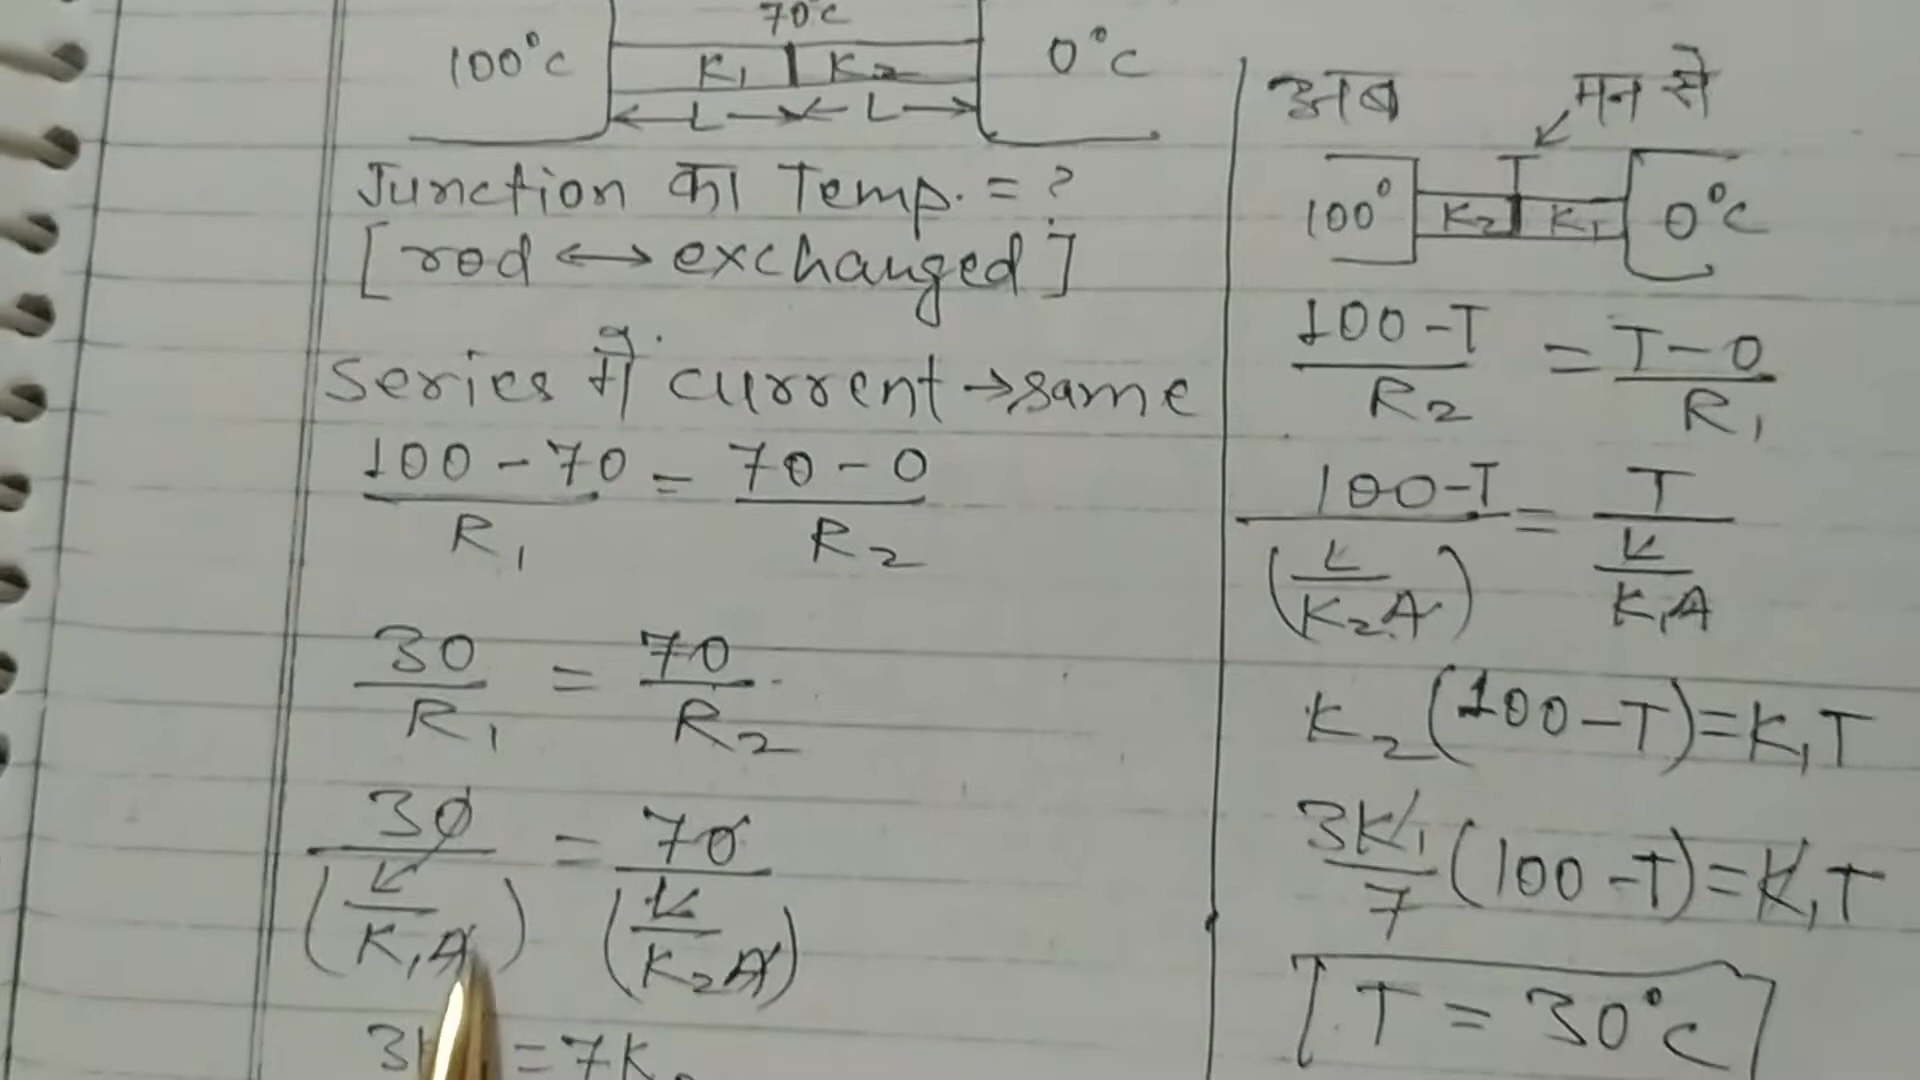 70°C
100°C K₁ K₂ 0°C
L L
Junction का Temp. = ?
[rod ↔ exchanged]
Series में current → same
100 - 70 / R₁ = 70 - 0 / R₂
30 / R₁ = 70 / R₂
30 / (L / K₁A) = 70 / (L / K₂A)
= 7K
अब मन से
T
100° K₂ K₁ 0°C
100 - T / R₂ = T - 0 / R₁
100 - T / (L / K₂A) = T / L / K₁A
K₂(100 - T) = K₁T
3K₁ / 7 (100 - T) = K₁T
T = 30°C